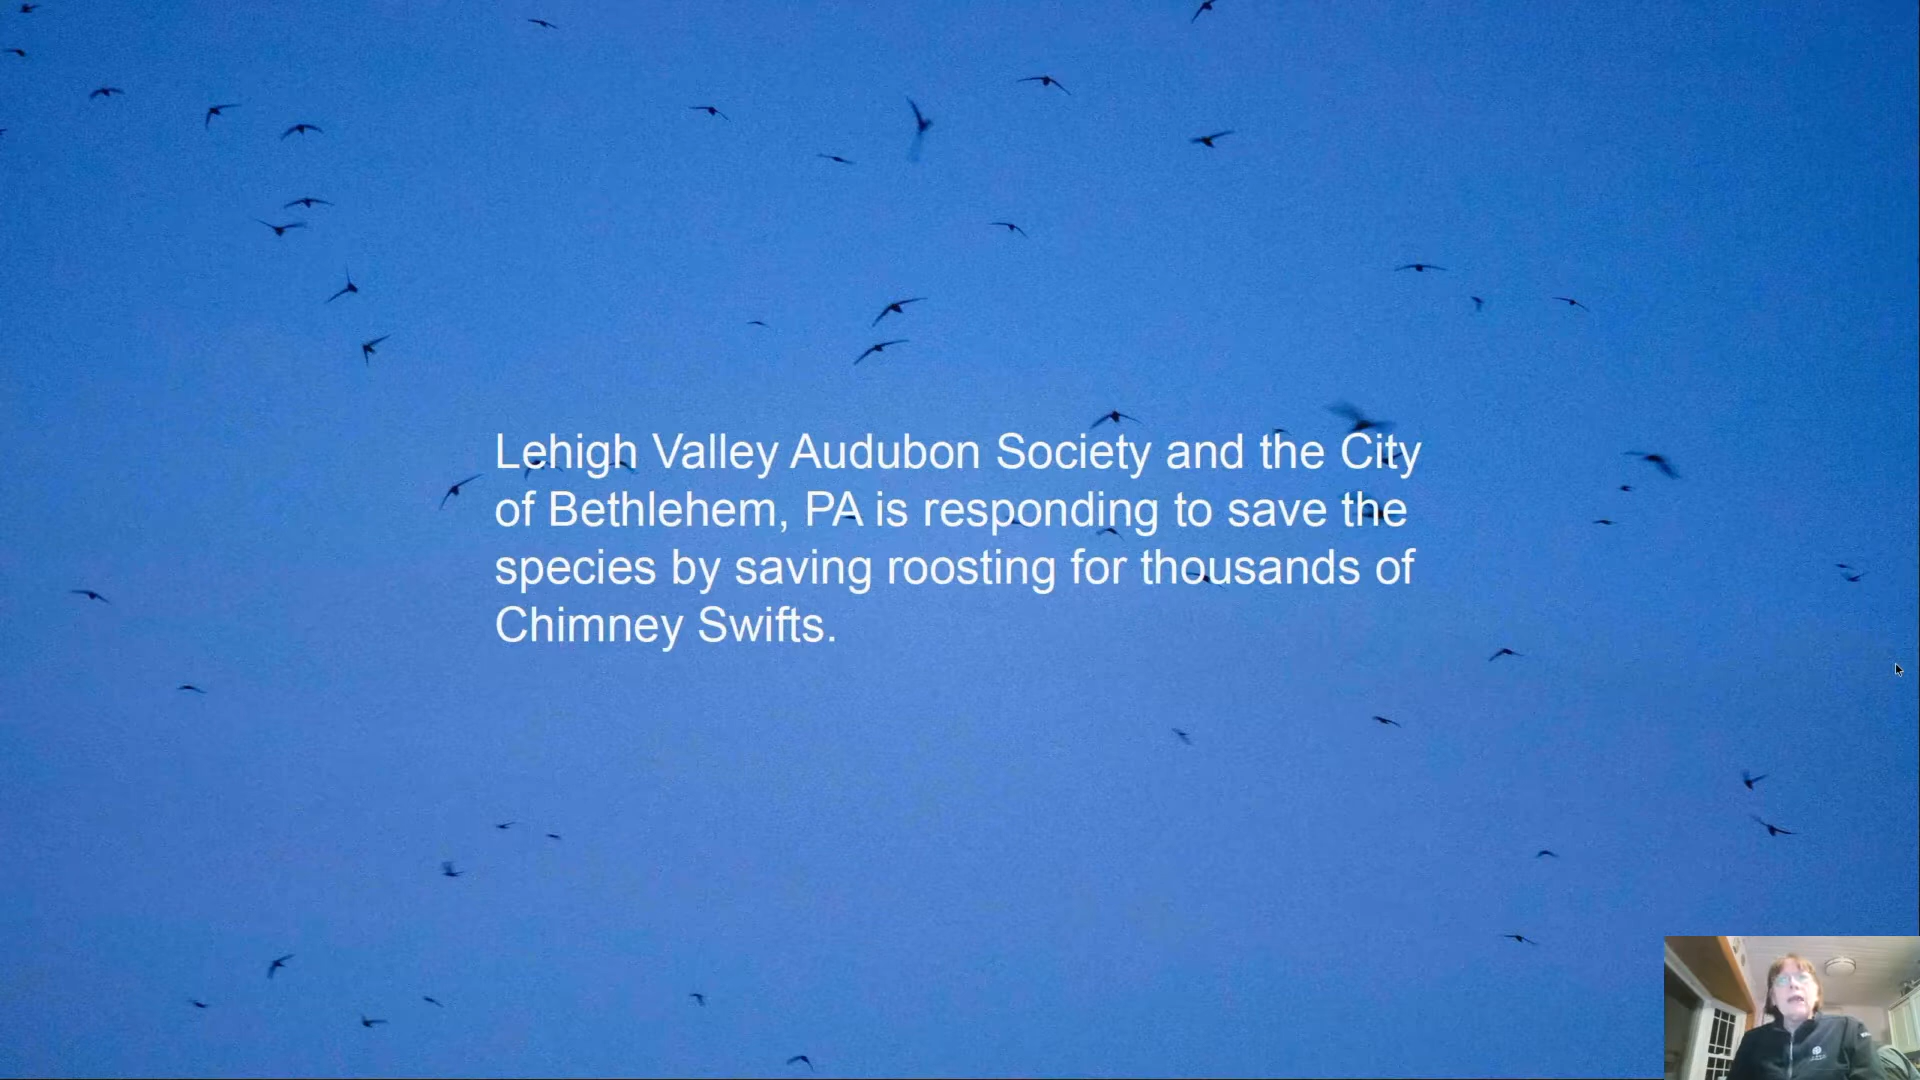 Lehigh Valley Audubon Society and the City
of Bethlehem, PA is responding to save the
species by saving roosting for thousands of
Chimney Swifts.